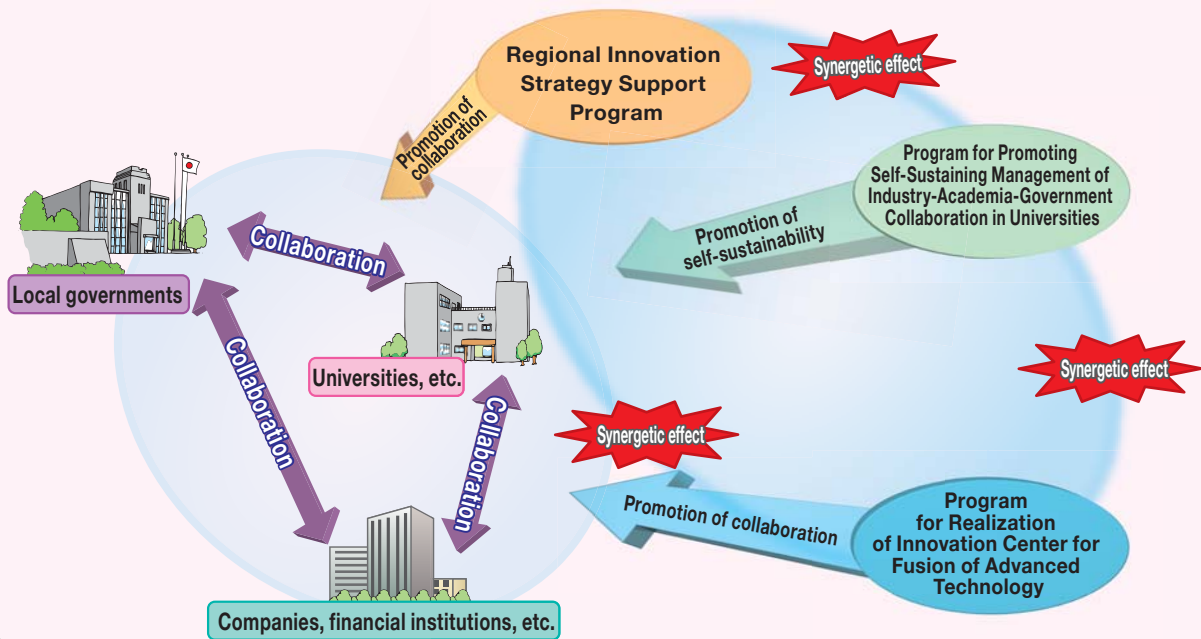 Regional Innovation
Strategy Support
Program
Synergetic effect
Promotion of
collaboration
Program for Promoting
Self-Sustaining Management of
Industry-Academia-Government
Collaboration in Universities
Promotion of
self-sustainability
Collaboration
Local governments
Universities, etc.
Synergetic effect
Collaboration
Collaboration
Synergetic effect
Promotion of collaboration
Program
for Realization
of Innovation Center for
Fusion of Advanced
Technology
Companies, financial institutions, etc.